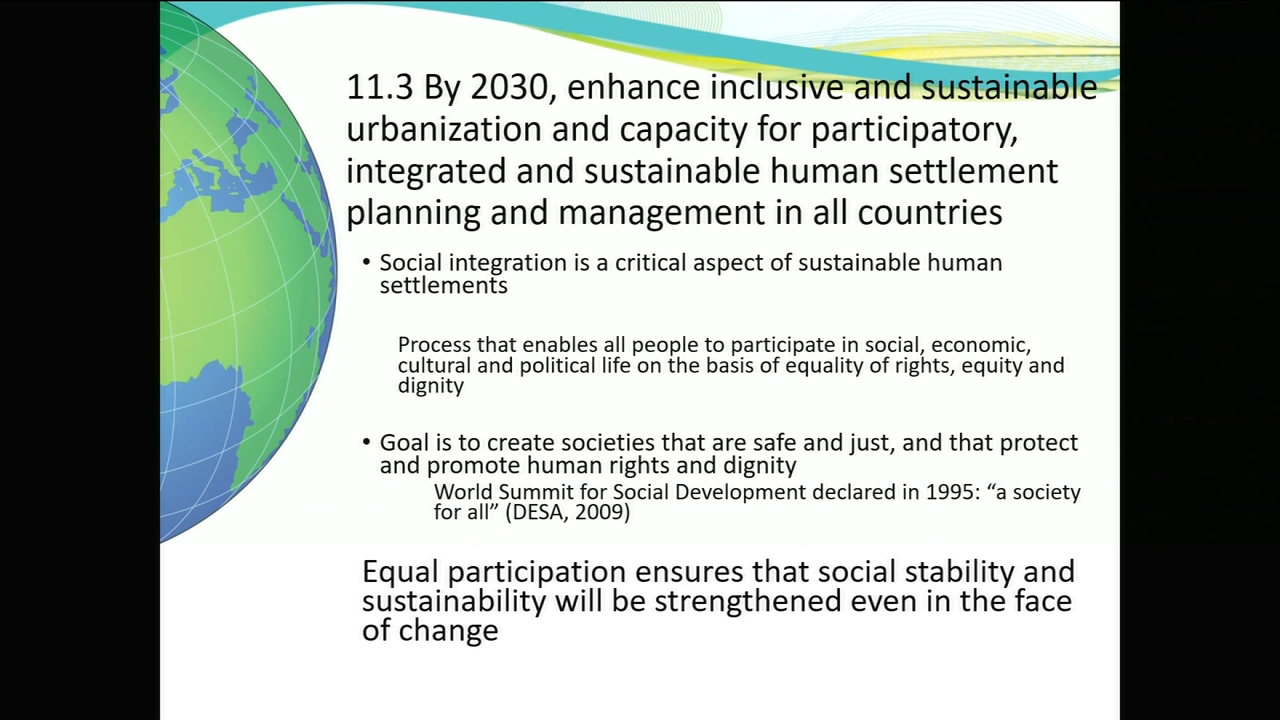 11.3 By 2030, enhance inclusive and sustainable
urbanization and capacity for participatory,
integrated and sustainable human settlement
planning and management in all countries
• Social integration is a critical aspect of sustainable human
settlements
Process that enables all people to participate in social, economic,
cultural and political life on the basis of equality of rights, equity and
dignity
• Goal is to create societies that are safe and just, and that protect
and promote human rights and dignity
World Summit for Social Development declared in 1995: “a society
for all” (DESA, 2009)
Equal participation ensures that social stability and
sustainability will be strengthened even in the face
of change